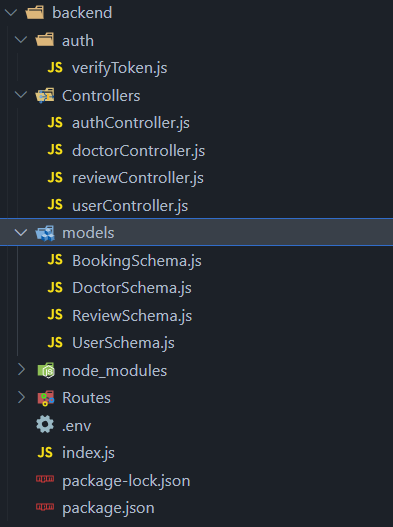 backend
auth
JS verifyToken.js
Controllers
JS authController.js
JS doctorController.js
JS reviewController.js
JS userController.js
models
JS BookingSchema.js
JS DoctorSchema.js
JS ReviewSchema.js
JS UserSchema.js
node_modules
Routes
.env
JS index.js
package-lock.json
package.json